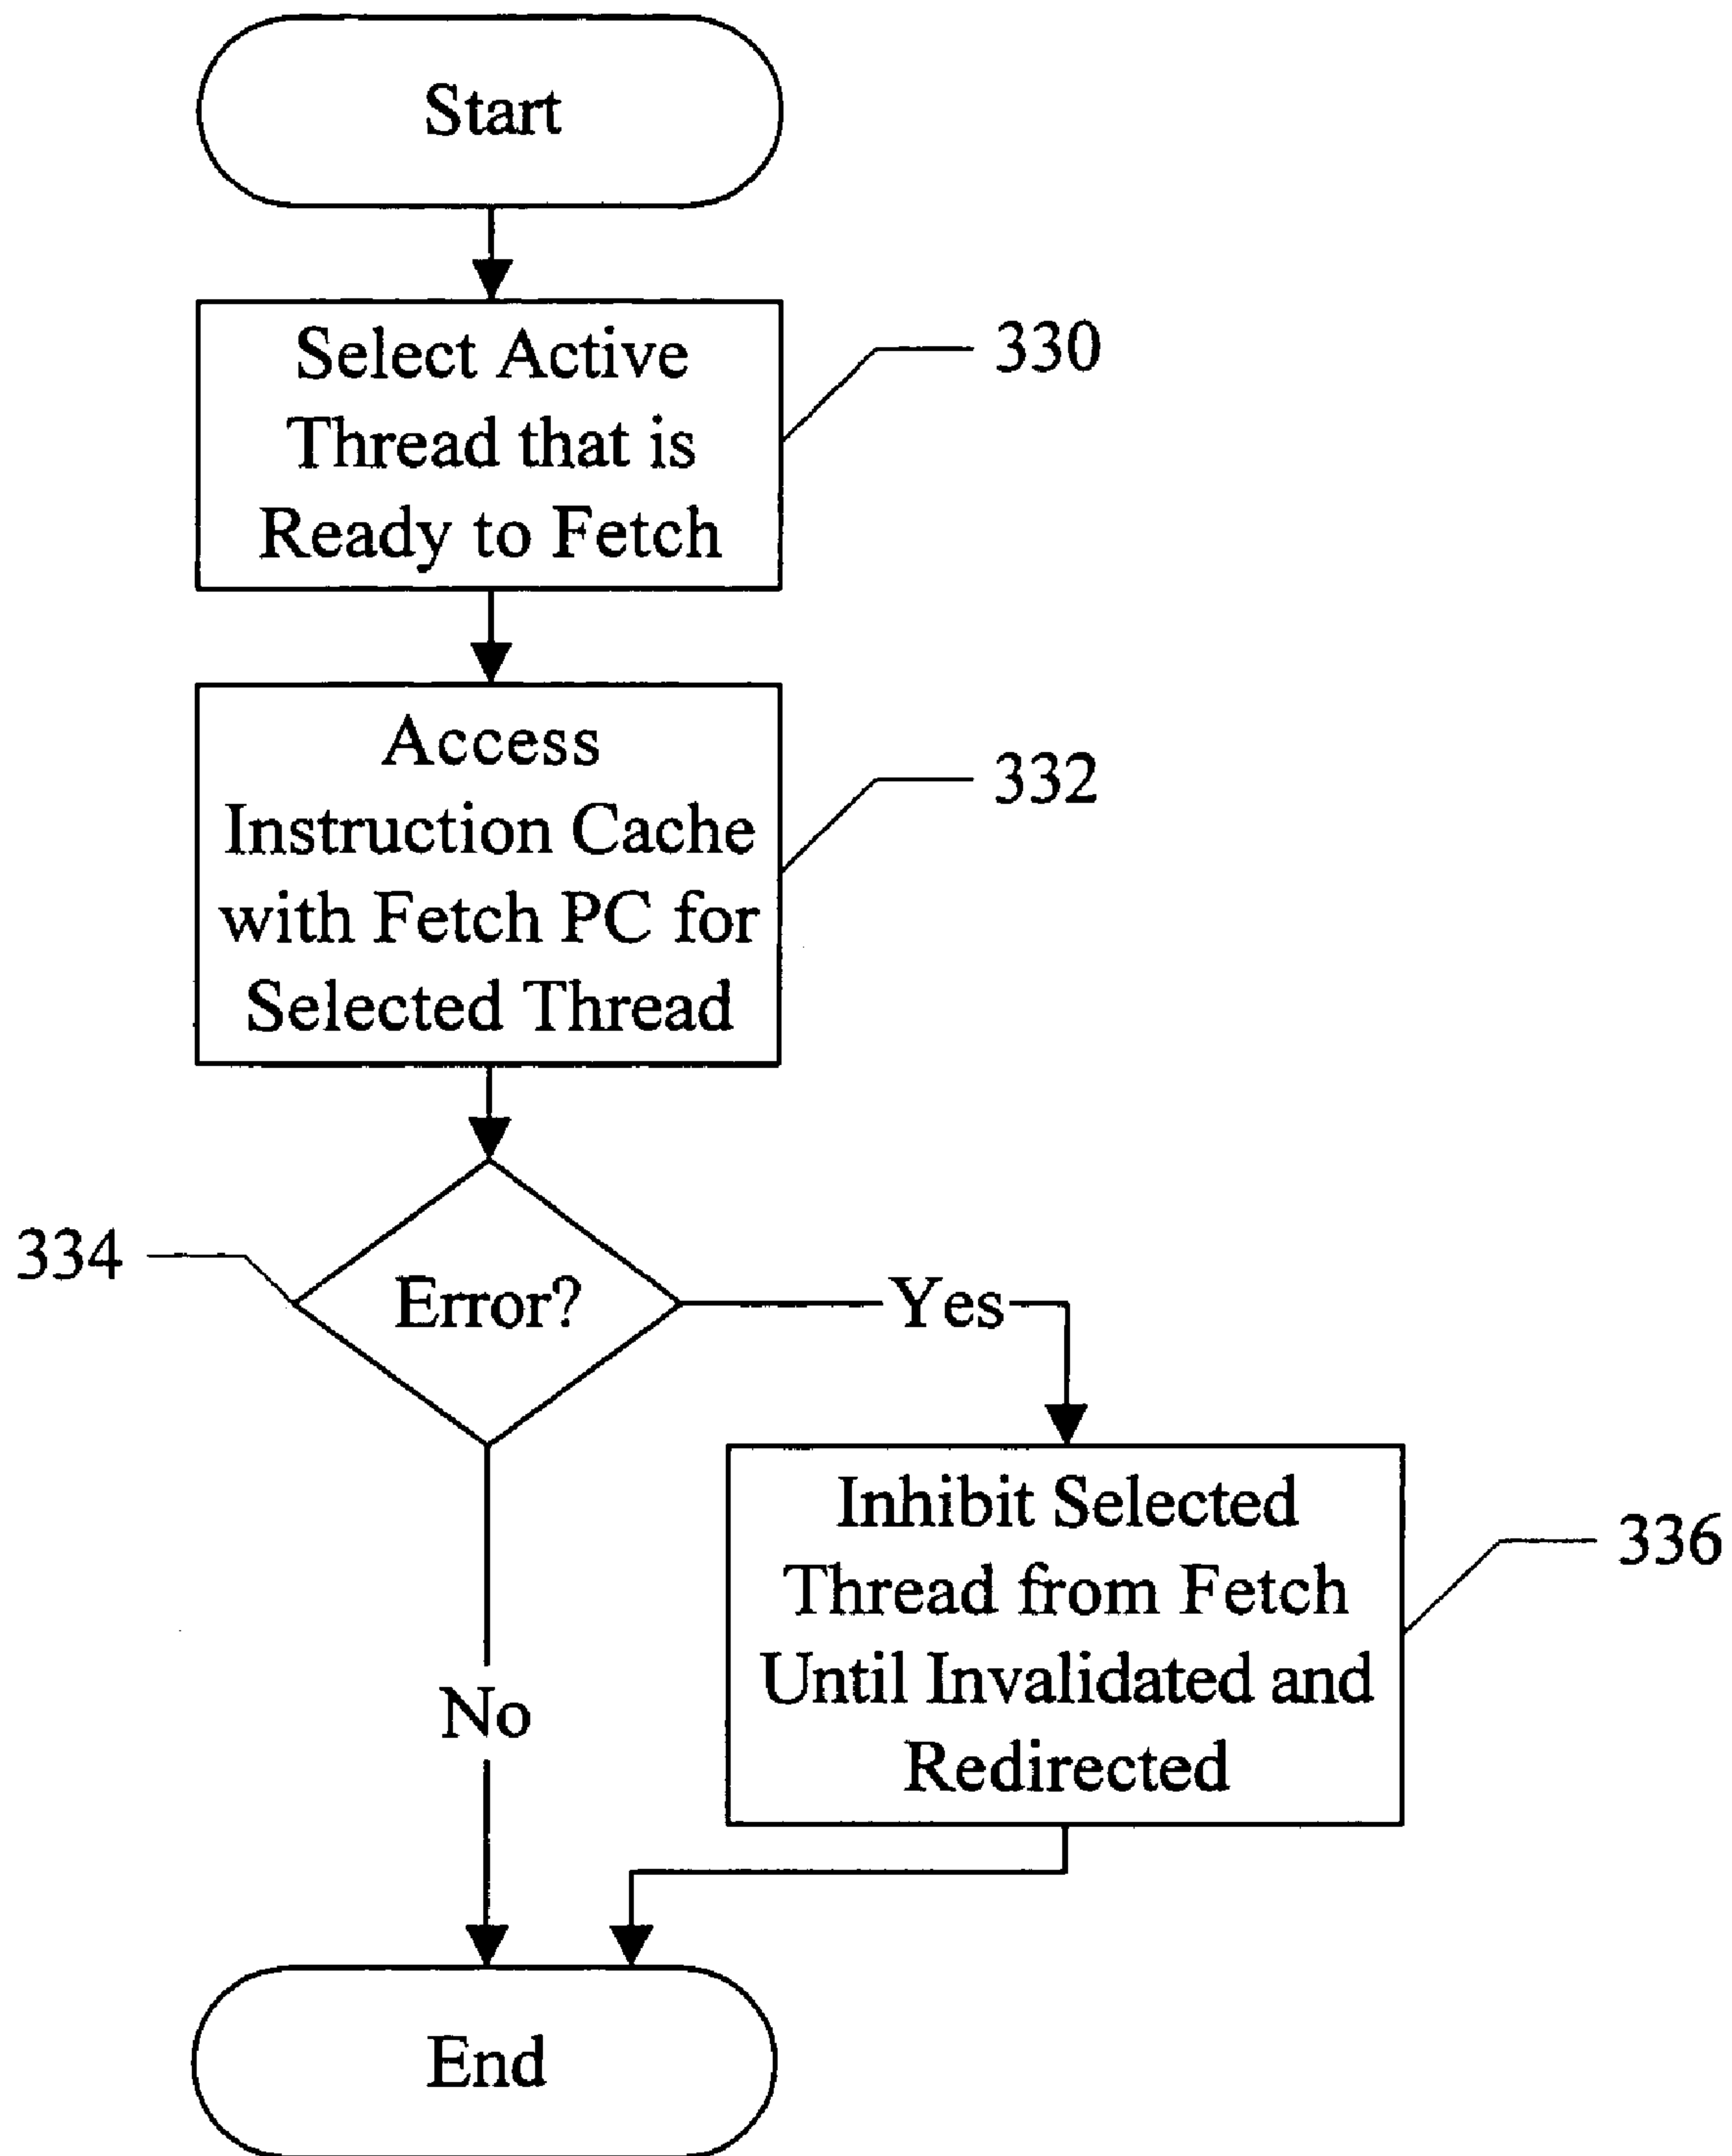 Start
Select Active
Thread that is
Ready to Fetch
330
Access
Instruction Cache
with Fetch PC for
Selected Thread
332
334
Error?
Yes
Inhibit Selected
Thread from Fetch
Until Invalidated and
Redirected
336
No
End